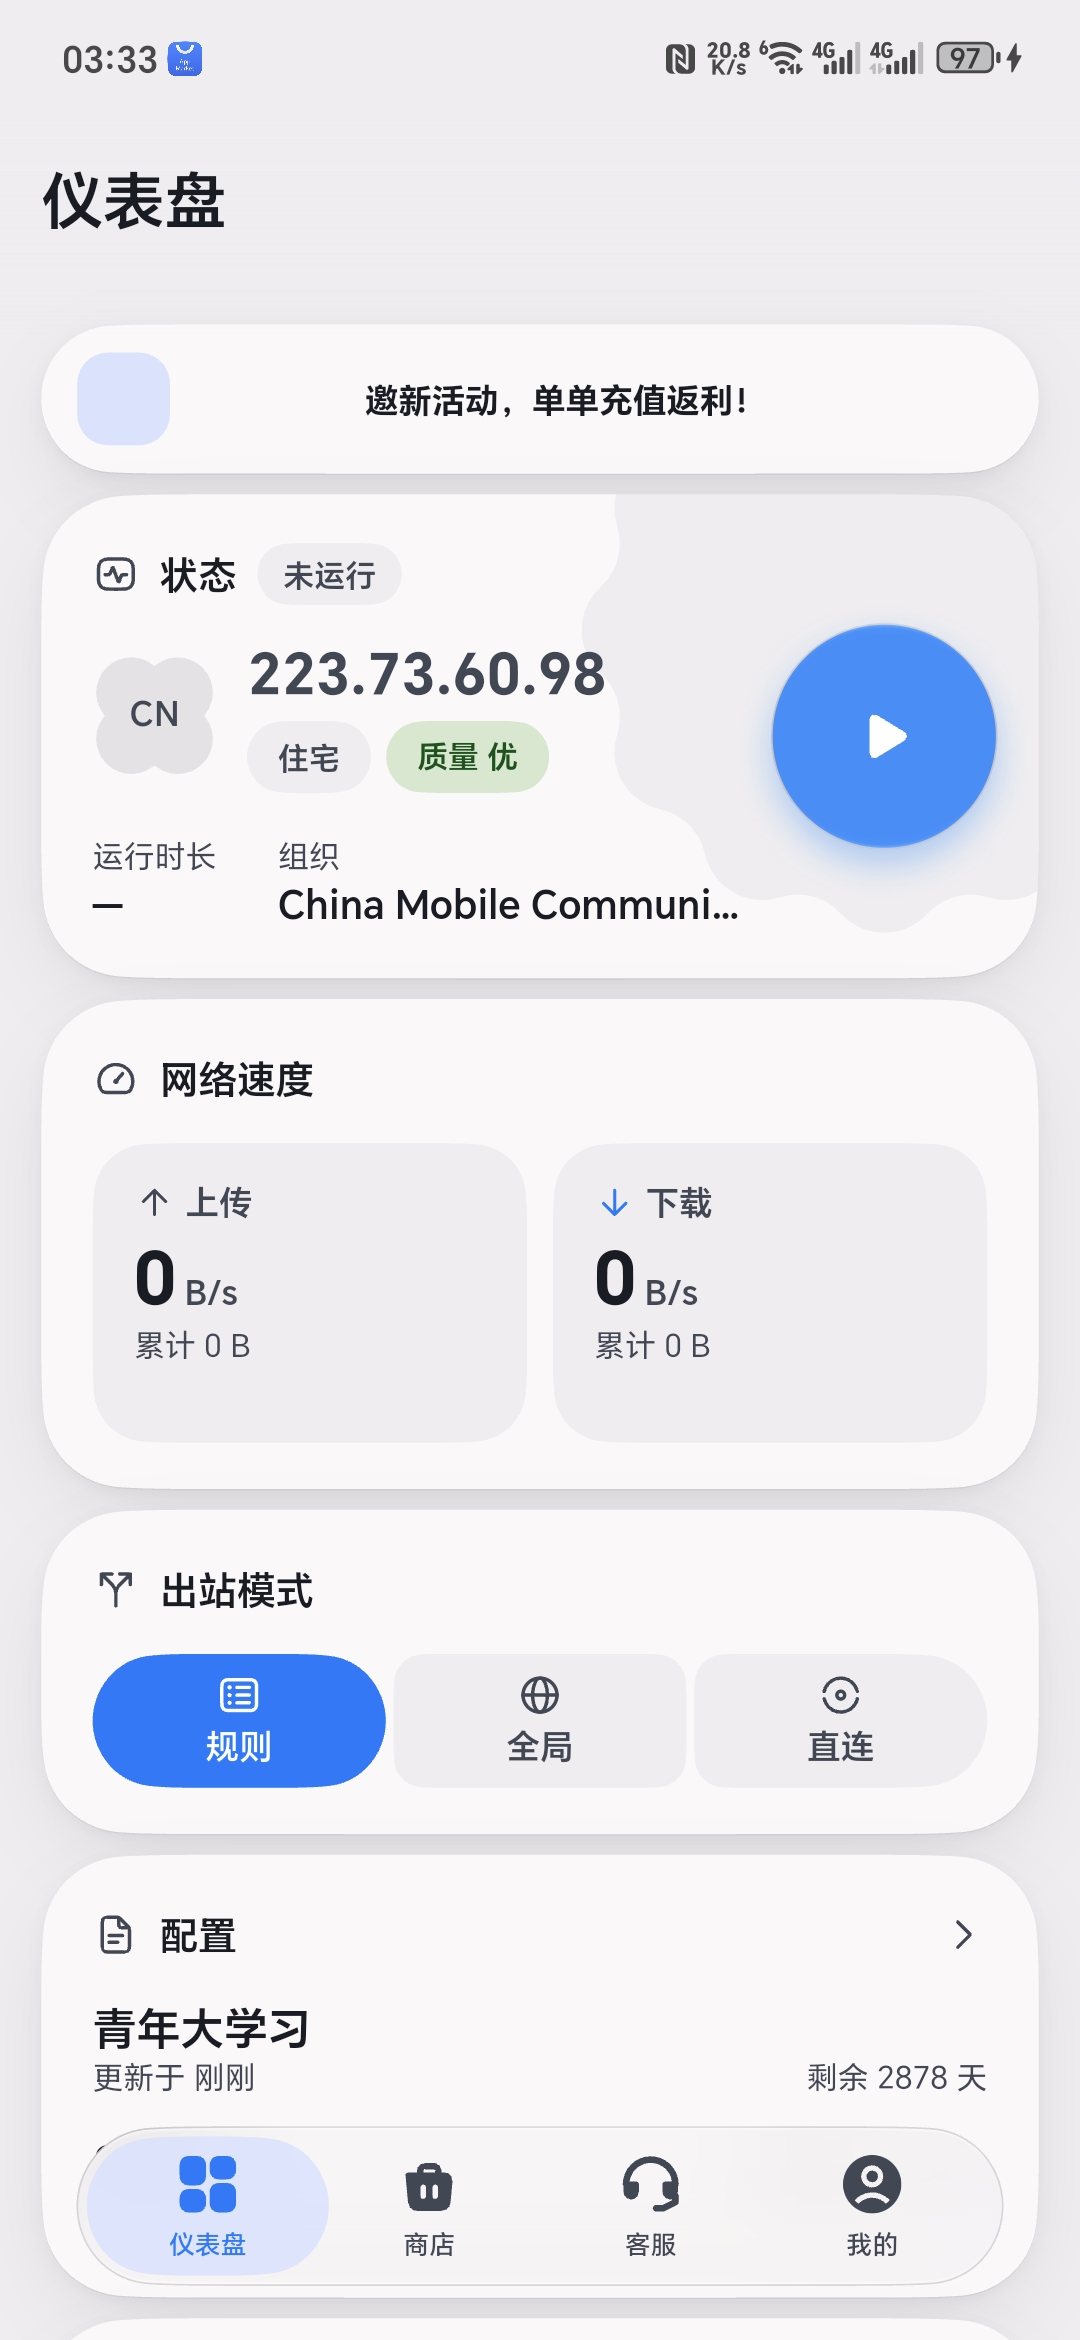 03:33
20.8 K/s
6
4G
4G
97
仪表盘
邀新活动，单单充值返利!
状态
未运行
CN
223.73.60.98
住宅
质量 优
运行时长
组织
—
China Mobile Communi...
网络速度
上传
下载
0 B/s
0 B/s
累计 0 B
累计 0 B
出站模式
规则
全局
直连
配置
青年大学习
更新于 刚刚
剩余 2878 天
仪表盘
商店
客服
我的